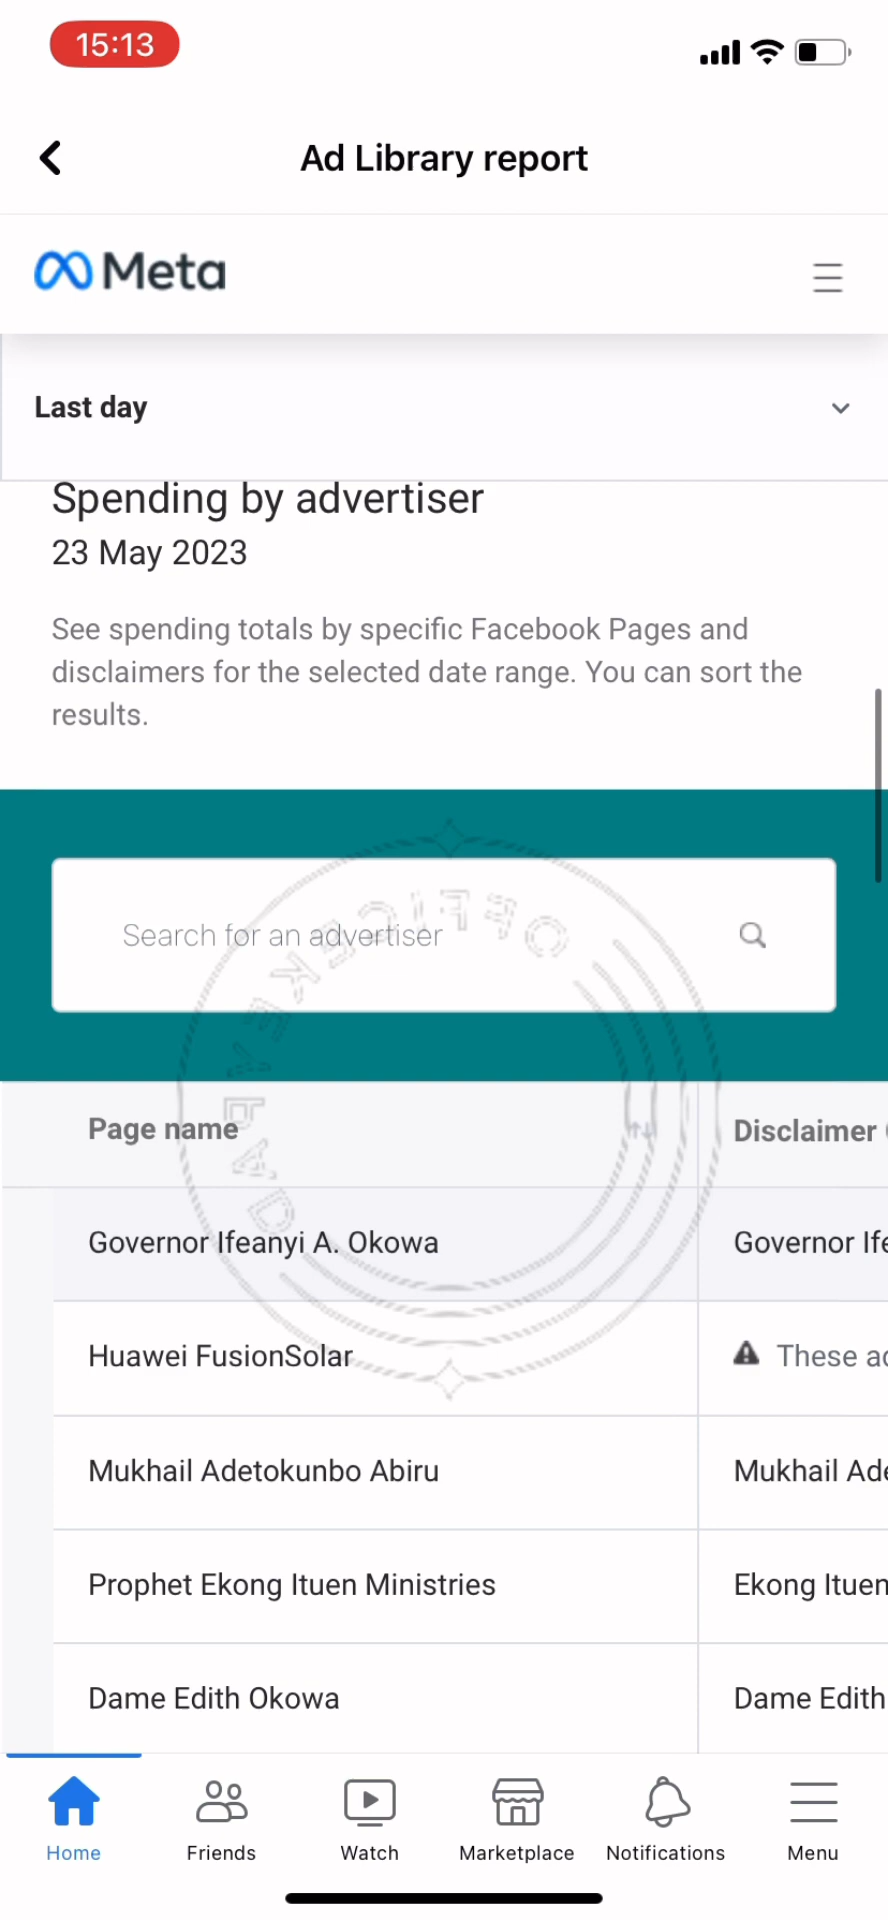 15:13
Ad Library report
Meta
Last day
Spending by advertiser
23 May 2023
See spending totals by specific Facebook Pages and
disclaimers for the selected date range. You can sort the
results.
Search for an advertiser
Page name
Disclaimer
Governor Ifeanyi A. Okowa
Governor Ife
Huawei FusionSolar
These ad
Mukhail Adetokunbo Abiru
Mukhail Ade
Prophet Ekong Ituen Ministries
Ekong Ituen
Dame Edith Okowa
Dame Edith
Home
Friends
Watch
Marketplace
Notifications
Menu